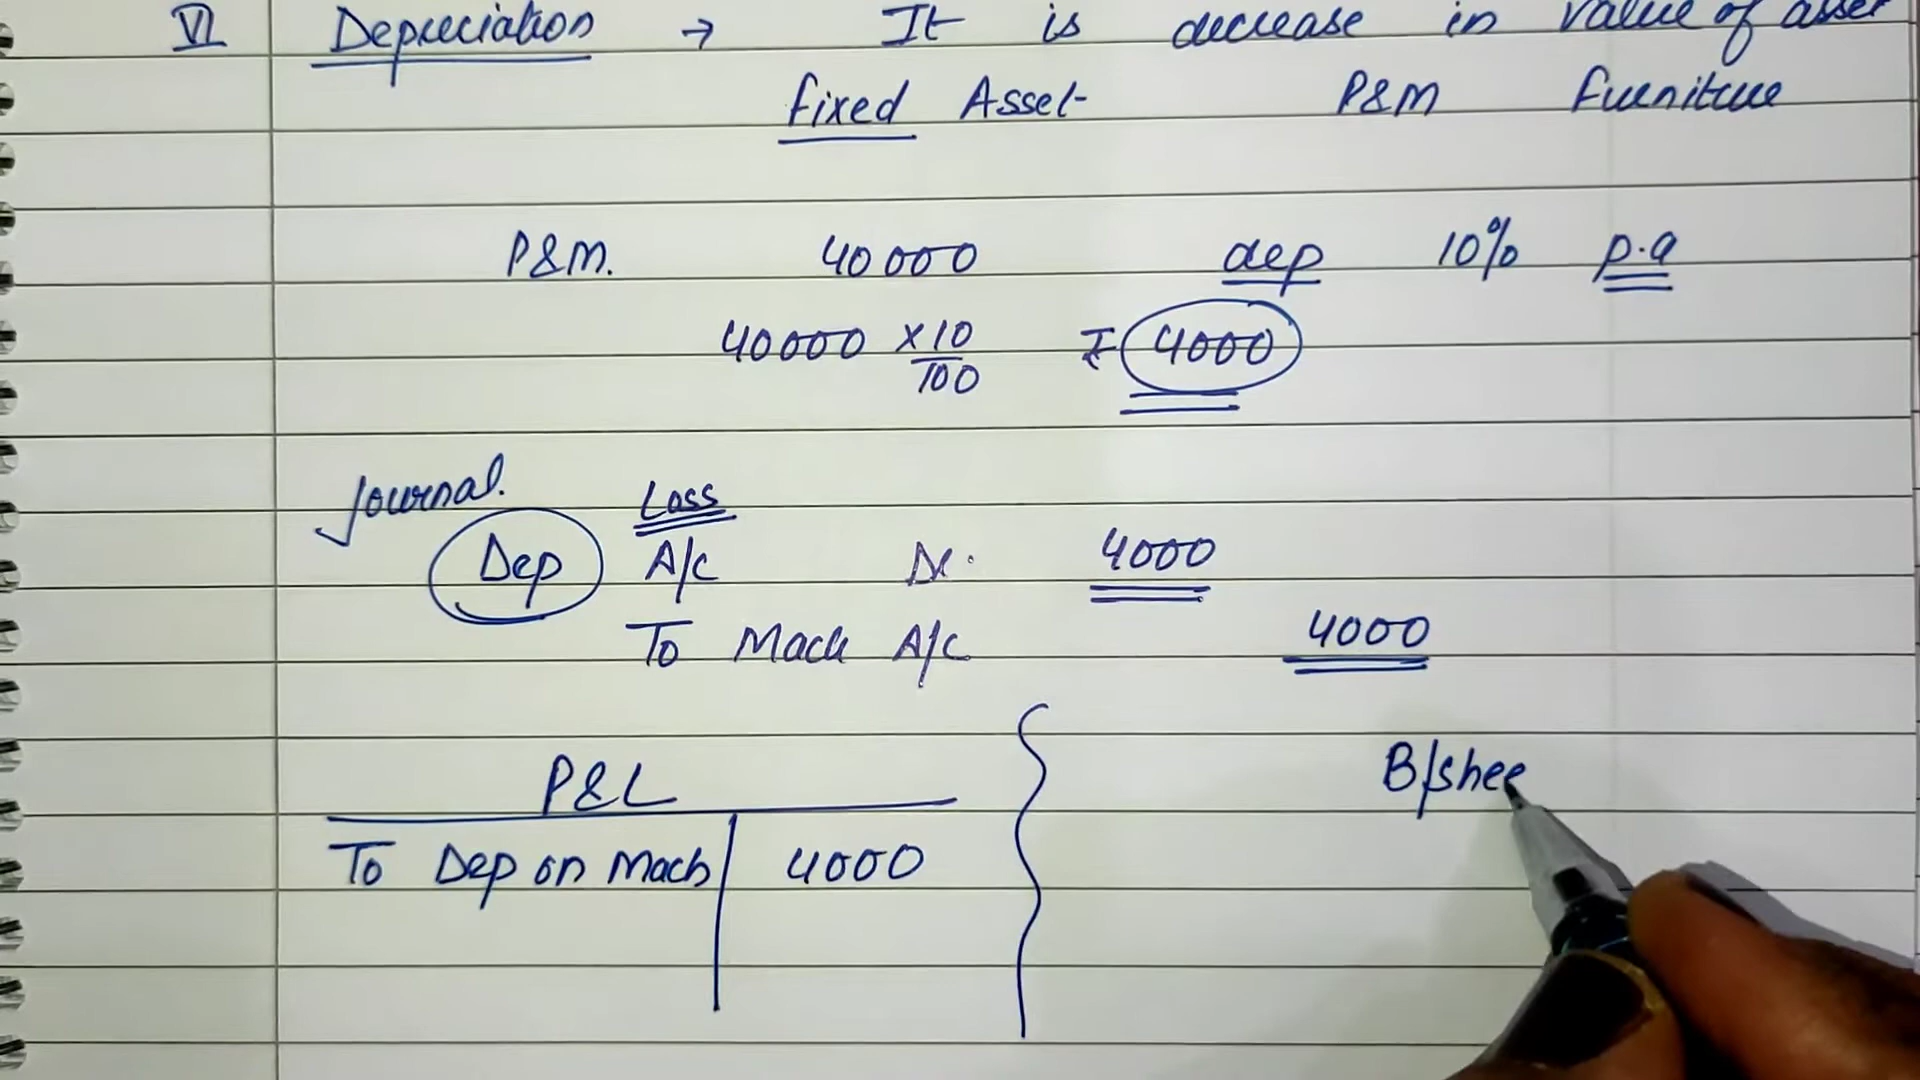 VI Depreciation → It is decrease in value of asset
Fixed Asset P&M Furniture
P&M. 40000 dep 10% p.a
40000 × 10/100 = 4000
Journal.
Loss
Dep A/c Dr. 4000
To Mach A/c 4000
P&L
To Dep on Mach 4000
B/shee